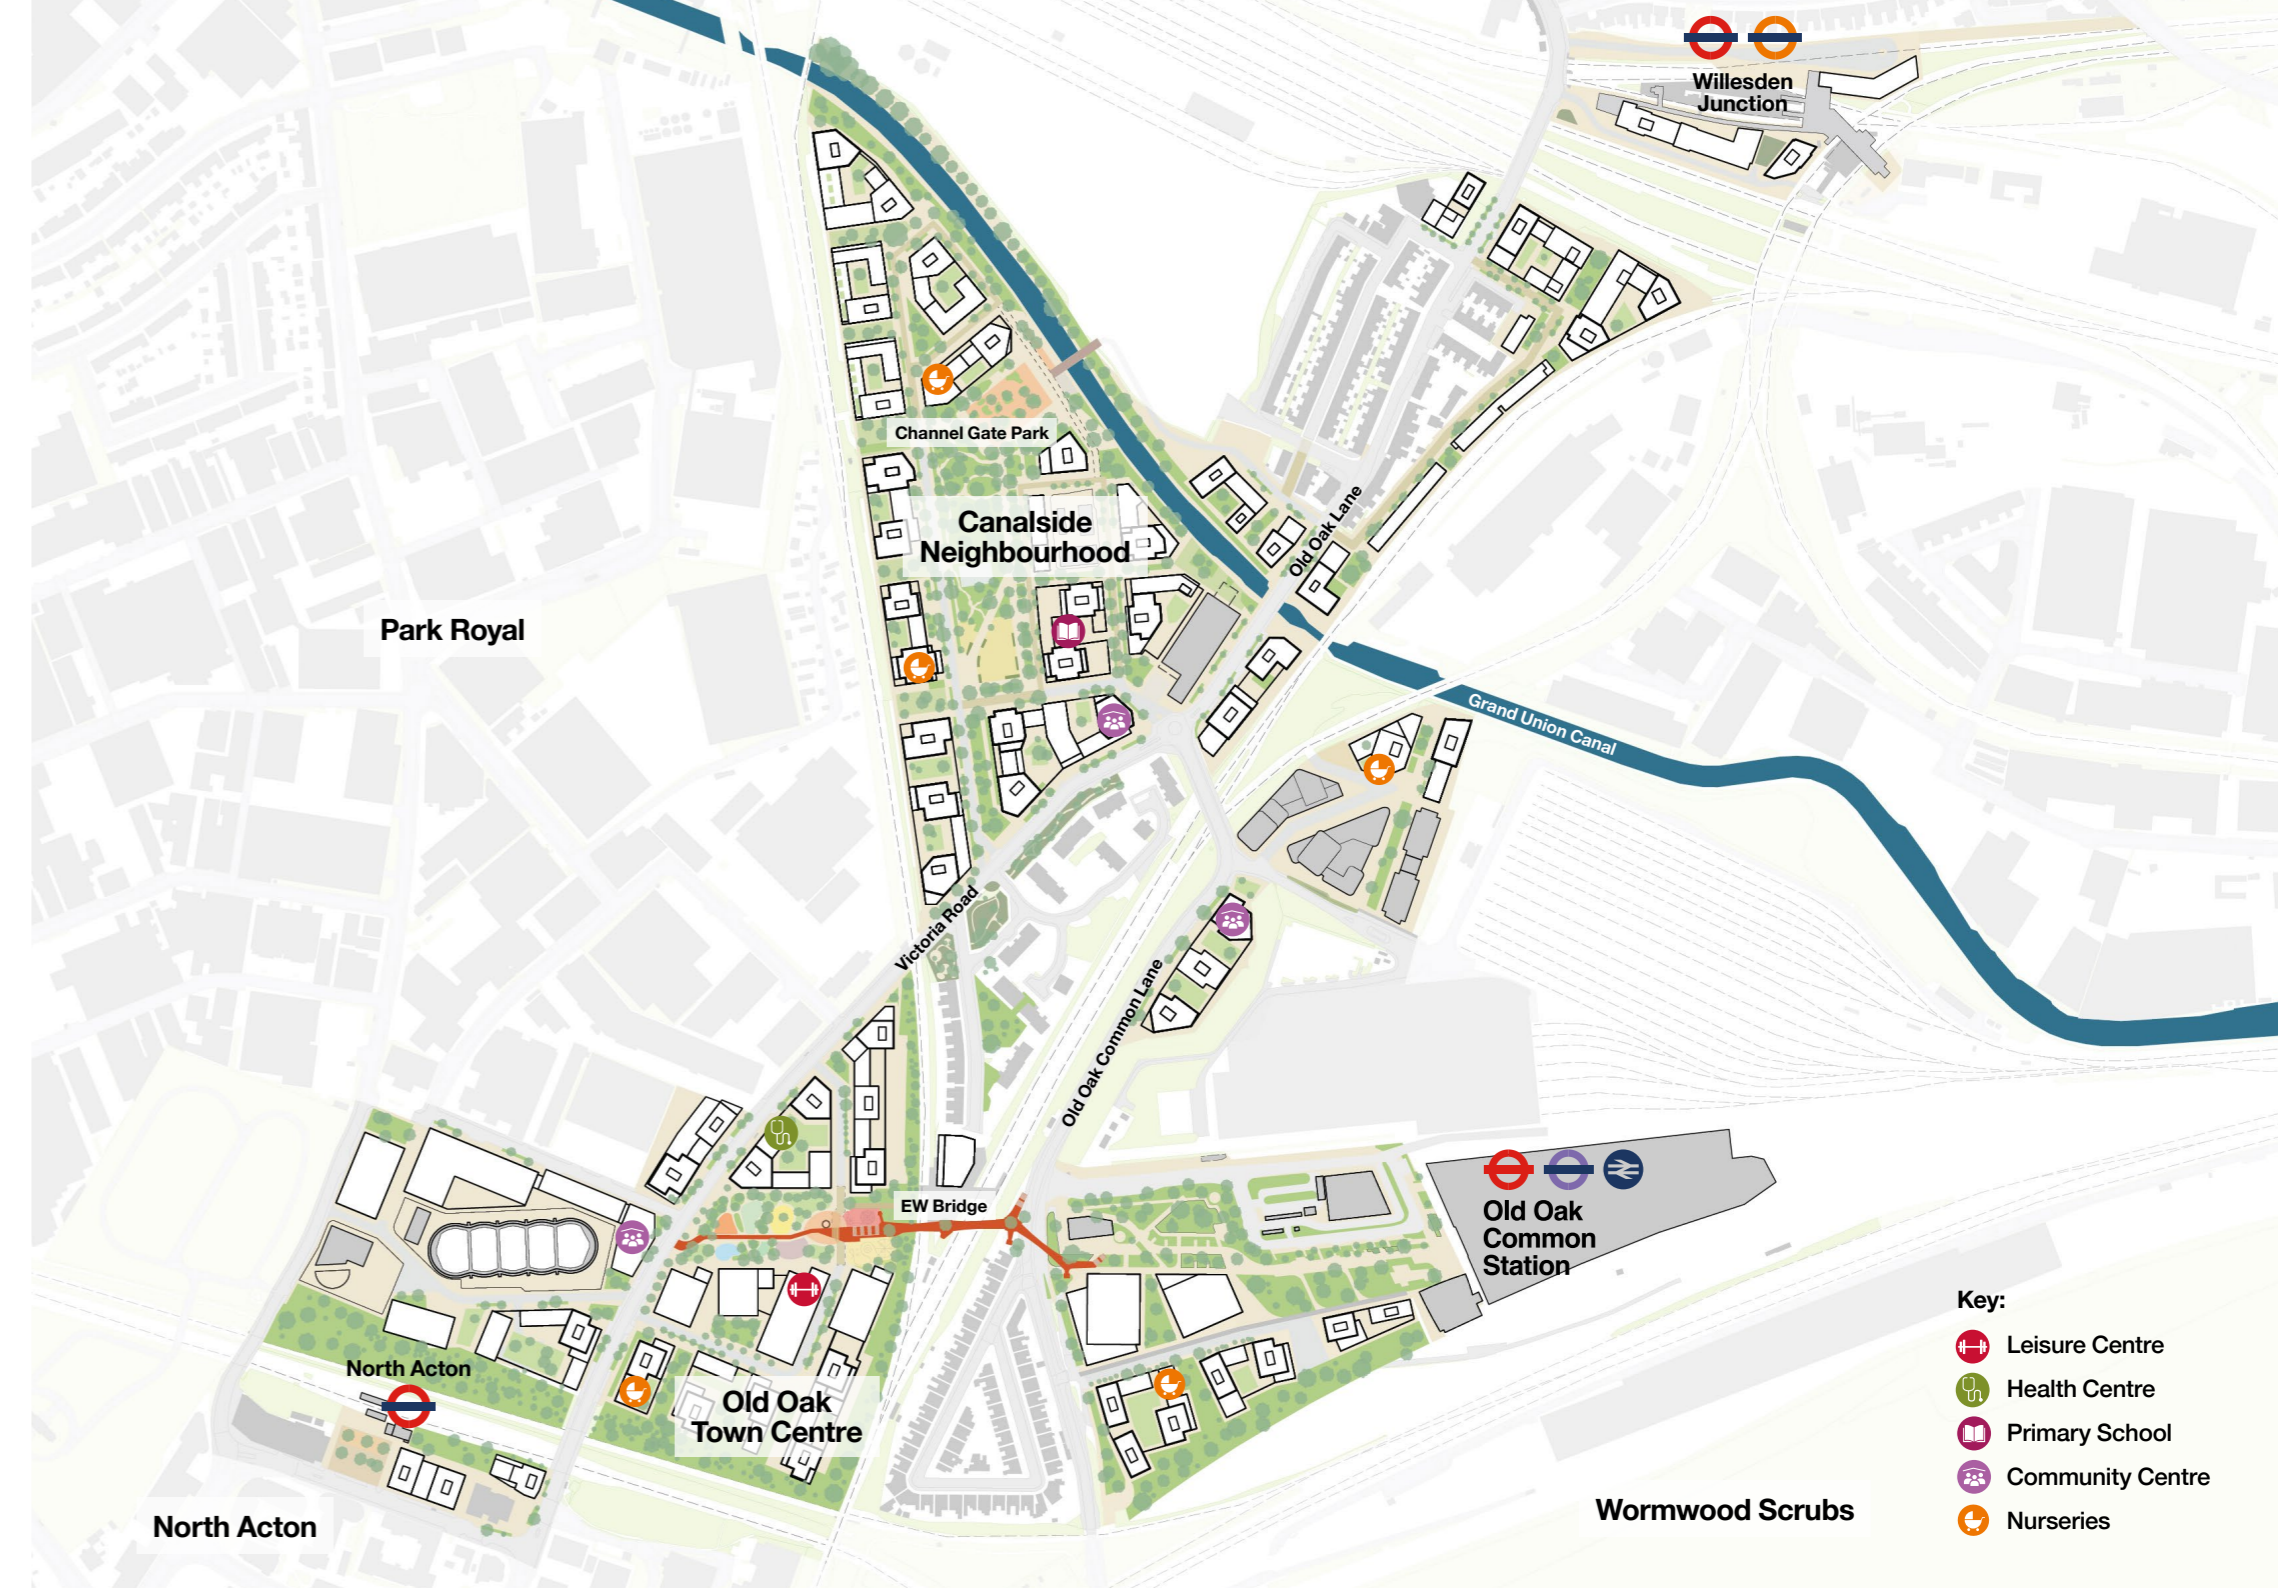 Willesden
Junction
Channel Gate Park
Canalside
Neighbourhood
Old Oak Lane
Park Royal
Grand Union Canal
Victoria Road
Old Oak Common Lane
EW Bridge
Old Oak
Common
Station
North Acton
Old Oak
Town Centre
North Acton
Wormwood Scrubs
Key:
Leisure Centre
Health Centre
Primary School
Community Centre
Nurseries